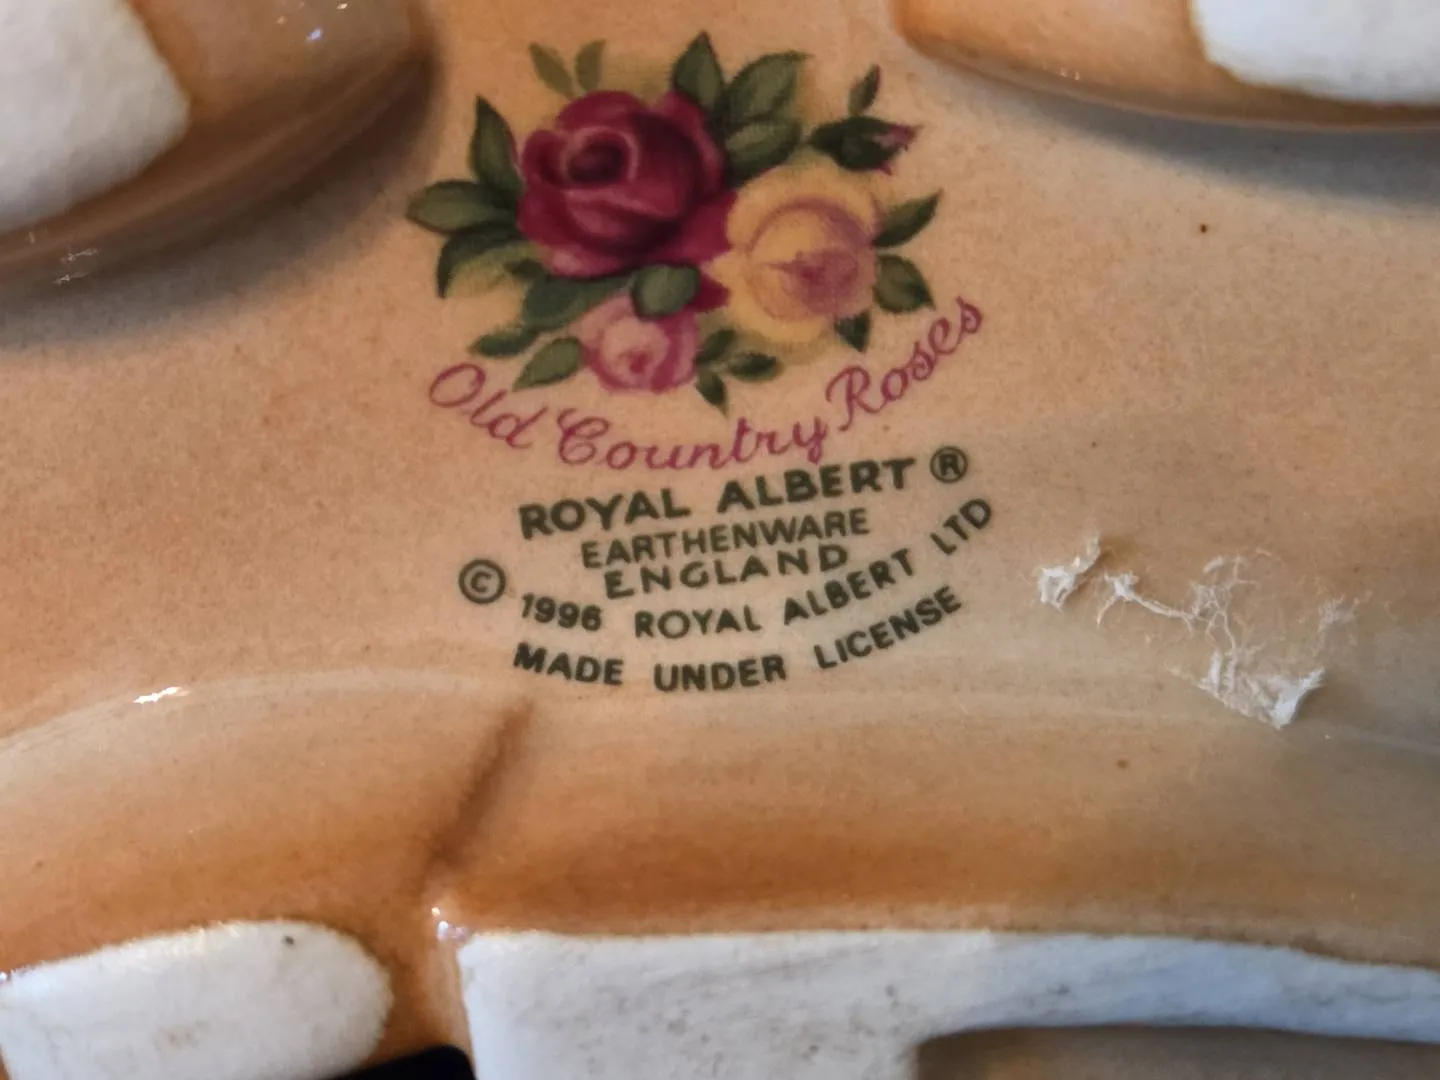 Old Country Roses
ROYAL ALBERT ®
EARTHENWARE
ENGLAND
© 1996 ROYAL ALBERT LTD
MADE UNDER LICENSE